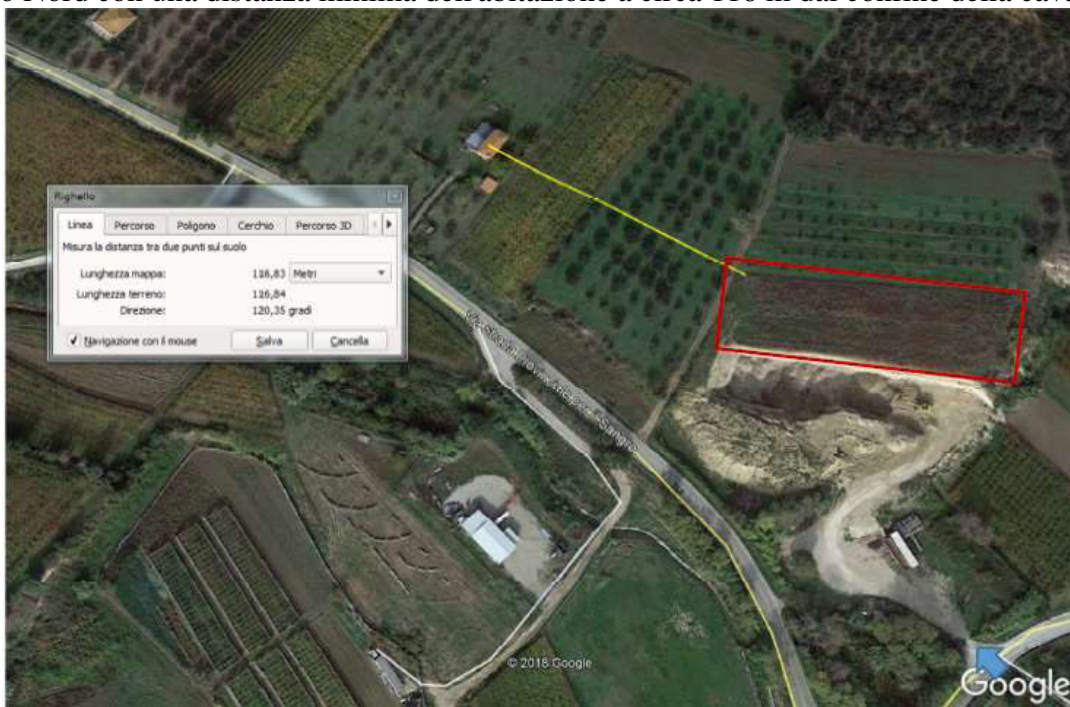 o Nord con una distanza minima dell'abitazione a circa 116 m dal confine della cava
Righello
Linea Percorso Poligono Cerchio Percorso 3D
Misura la distanza tra due punti sul suolo
Lunghezza mappa: 116,83 Metri
Lunghezza terreno: 116,84
Direzione: 120,35 gradi
Navigazione con il mouse Salva Cancella
Sangro
© 2018 Google
Google